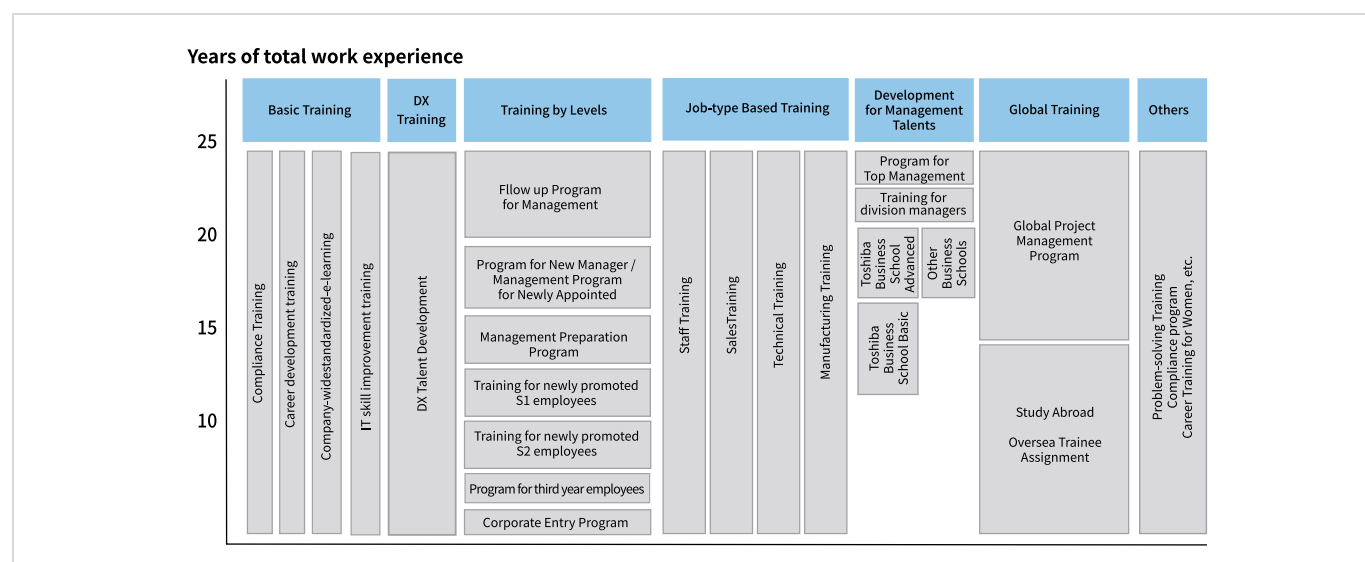 Years of total work experience
Basic Training
DX
Training
Training by Levels
Job-type Based Training
Development
for Management
Talents
Global Training
Others
25
20
15
10
Compliance Training
Career development training
Company-widestandardized-e-learning
IT skill improvement training
DX Talent Development
Fllow up Program
for Management
Program for New Manager /
Management Program
for Newly Appointed
Management Preparation
Program
Training for newly promoted
S1 employees
Training for newly promoted
S2 employees
Program for third year employees
Corporate Entry Program
Staff Training
SalesTraining
Technical Training
Manufacturing Training
Program for
Top Management
Training for
division managers
Toshiba
Business
School
Advanced
Other
Business
Schools
Toshiba
Business
School Basic
Global Project
Management
Program
Study Abroad
Oversea Trainee
Assignment
Problem-solving Training
Compliance program
Career Training for Women, etc.